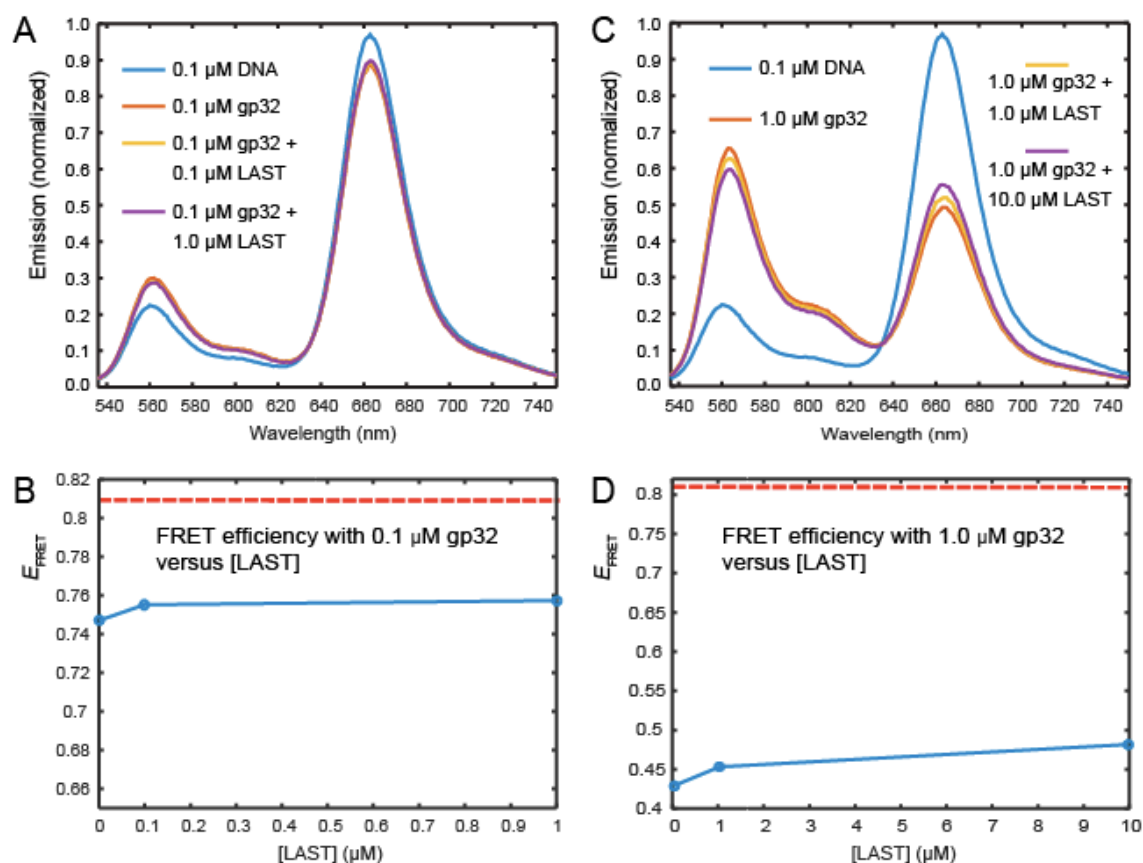 A
Emission (normalized)
1.0
0.9
0.8
0.7
0.6
0.5
0.4
0.3
0.2
0.1
0.0
0.1 µM DNA
0.1 µM gp32
0.1 µM gp32 +
0.1 µM LAST
0.1 µM gp32 +
1.0 µM LAST
540 560 580 600 620 640 660 680 700 720 740
Wavelength (nm)
C
Emission (normalized)
1.0
0.9
0.8
0.7
0.6
0.5
0.4
0.3
0.2
0.1
0.0
0.1 µM DNA
1.0 µM gp32
1.0 µM gp32 +
1.0 µM LAST
1.0 µM gp32 +
10.0 µM LAST
540 560 580 600 620 640 660 680 700 720 740
Wavelength (nm)
B
EFRET
0.82
0.8
0.78
0.76
0.74
0.72
0.7
0.68
0.66
FRET efficiency with 0.1 µM gp32
versus [LAST]
0 0.1 0.2 0.3 0.4 0.5 0.6 0.7 0.8 0.9 1
[LAST] (µM)
D
EFRET
0.8
0.75
0.7
0.65
0.6
0.55
0.5
0.45
0.4
FRET efficiency with 1.0 µM gp32
versus [LAST]
0 1 2 3 4 5 6 7 8 9 10
[LAST] (µM)